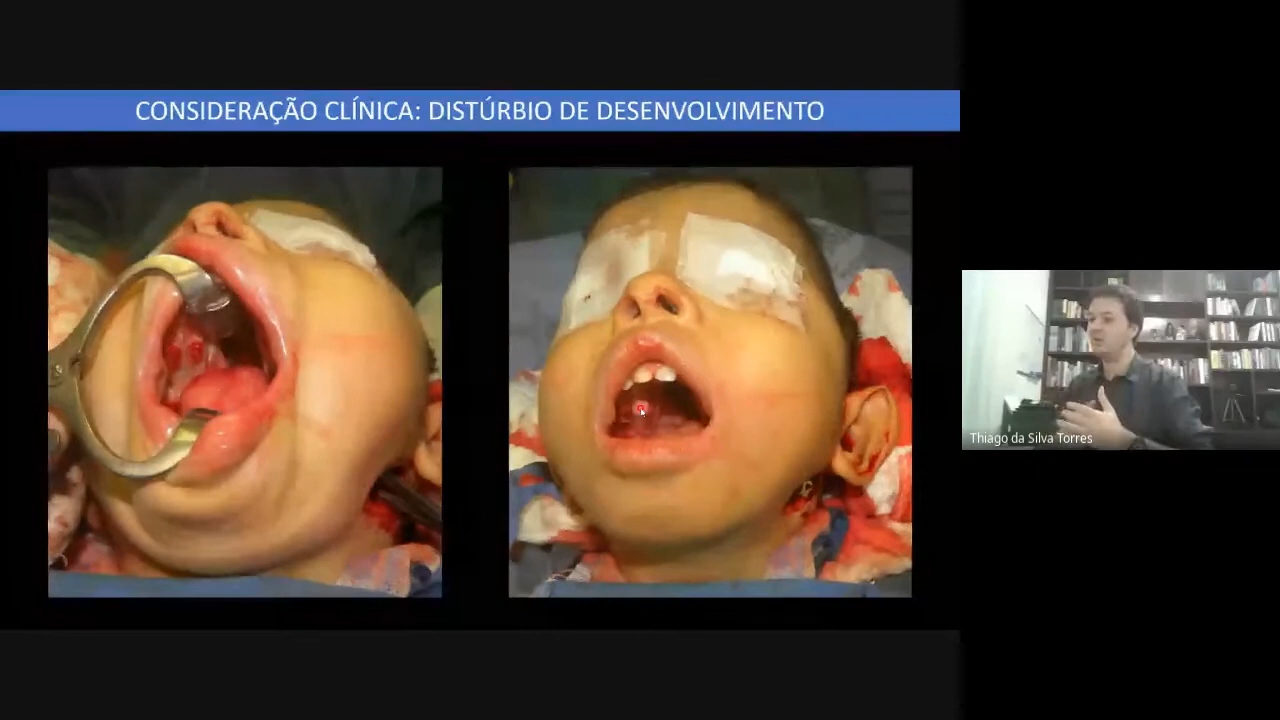 CONSIDERAÇÃO CLÍNICA: DISTÚRBIO DE DESENVOLVIMENTO
Thiago da Silva Torres